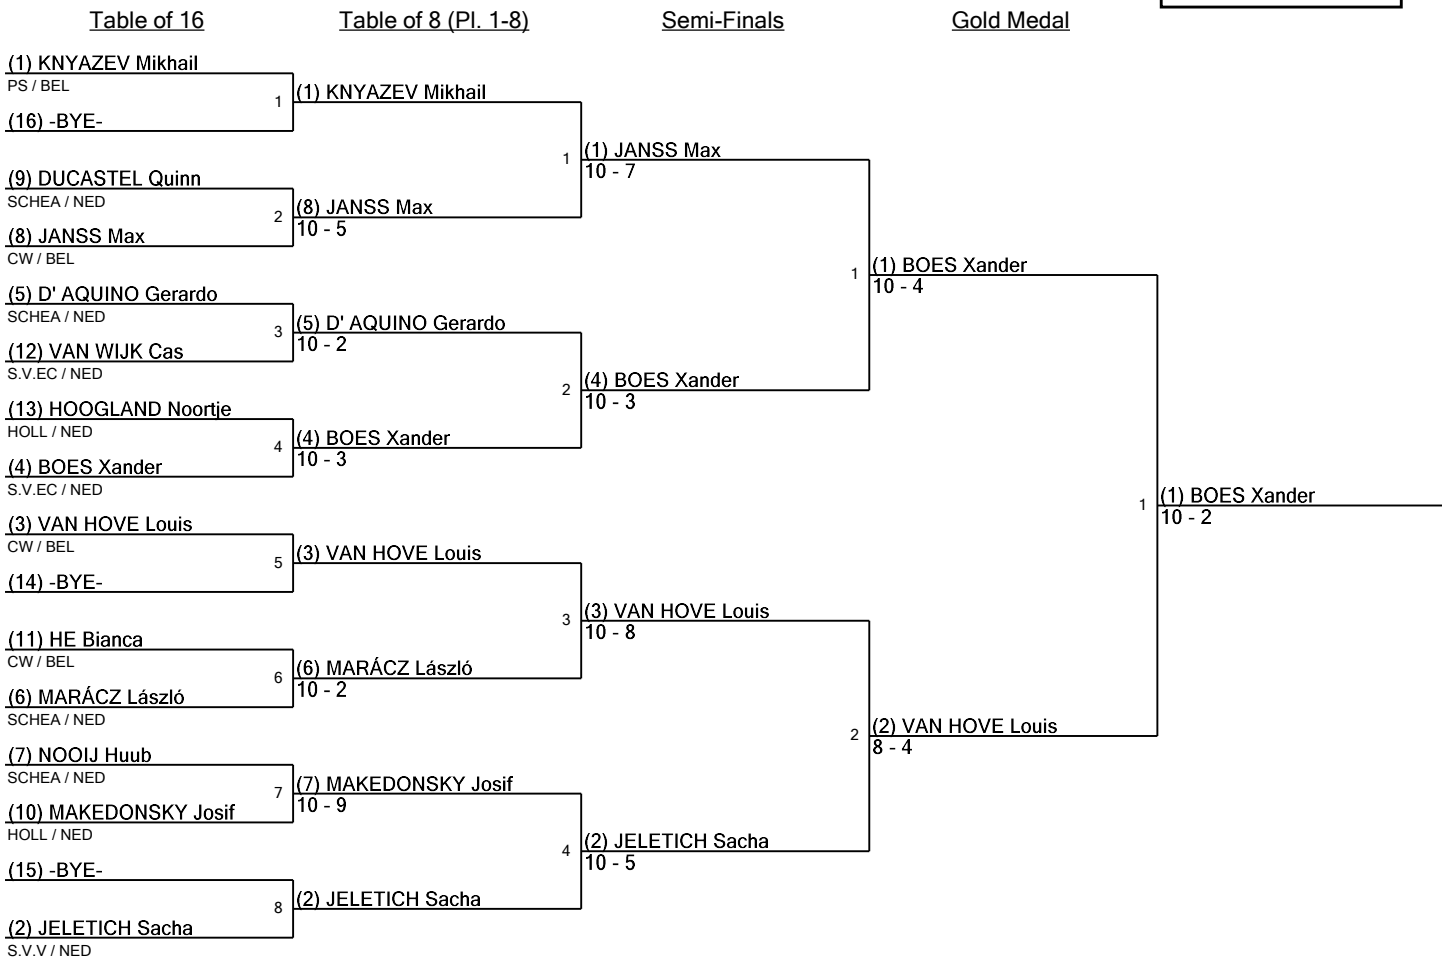 Table of 16
Table of 8 (Pl. 1-8)
Semi-Finals
Gold Medal
(1) KNYAZEV Mikhail
PS / BEL
1
(16) -BYE-
(9) DUCASTEL Quinn
SCHEA / NED
2
(8) JANSS Max
CW / BEL
(5) D' AQUINO Gerardo
SCHEA / NED
3
(12) VAN WIJK Cas
S.V.EC / NED
(13) HOOGLAND Noortje
HOLL / NED
4
(4) BOES Xander
S.V.EC / NED
(3) VAN HOVE Louis
CW / BEL
5
(14) -BYE-
(11) HE Bianca
CW / BEL
6
(6) MARÁCZ László
SCHEA / NED
(7) NOOIJ Huub
SCHEA / NED
7
(10) MAKEDONSKY Josif
HOLL / NED
(15) -BYE-
8
(2) JELETICH Sacha
S.V.V / NED
(1) KNYAZEV Mikhail
1
(8) JANSS Max
10 - 5
(5) D' AQUINO Gerardo
10 - 2
2
(4) BOES Xander
10 - 3
(3) VAN HOVE Louis
3
(6) MARÁCZ László
10 - 2
(7) MAKEDONSKY Josif
10 - 9
4
(2) JELETICH Sacha
(1) JANSS Max
10 - 7
1
(4) BOES Xander
10 - 3
(3) VAN HOVE Louis
10 - 8
2
(2) JELETICH Sacha
10 - 5
(1) BOES Xander
10 - 4
1
(2) VAN HOVE Louis
8 - 4
(1) BOES Xander
10 - 2